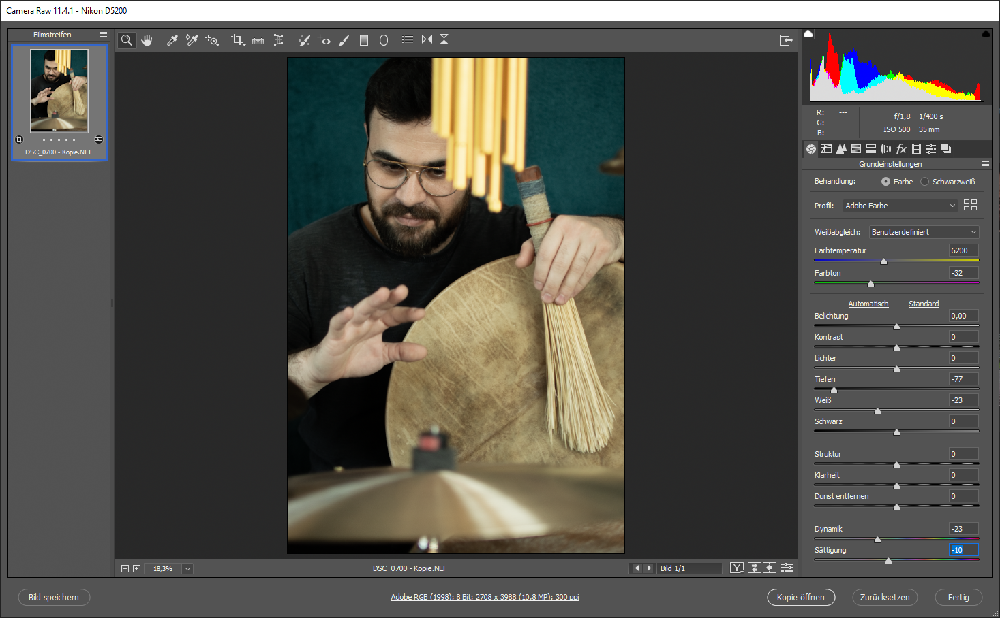 Camera Raw 11.4.1 - Nikon D5200
Filmstreifen
DSC_0700 - Kopie.NEF
R: ---
G: ---
B: ---
f/1,8 1/400 s
ISO 500 35 mm
fx
Grundeinstellungen
Behandlung: Farbe Schwarzweiß
Profil: Adobe Farbe
Weißabgleich: Benutzerdefiniert
Farbtemperatur 6200
Farbton -32
Automatisch Standard
Belichtung 0,00
Kontrast 0
Lichter 0
Tiefen -77
Weiß -23
Schwarz 0
Struktur 0
Klarheit 0
Dunst entfernen 0
Dynamik -23
Sättigung -10
18,3%
DSC_0700 - Kopie.NEF
Bild 1/1
Y
Bild speichern
Adobe RGB (1998); 8 Bit; 2708 x 3988 (10,8 MP); 300 ppi
Kopie öffnen
Zurücksetzen
Fertig